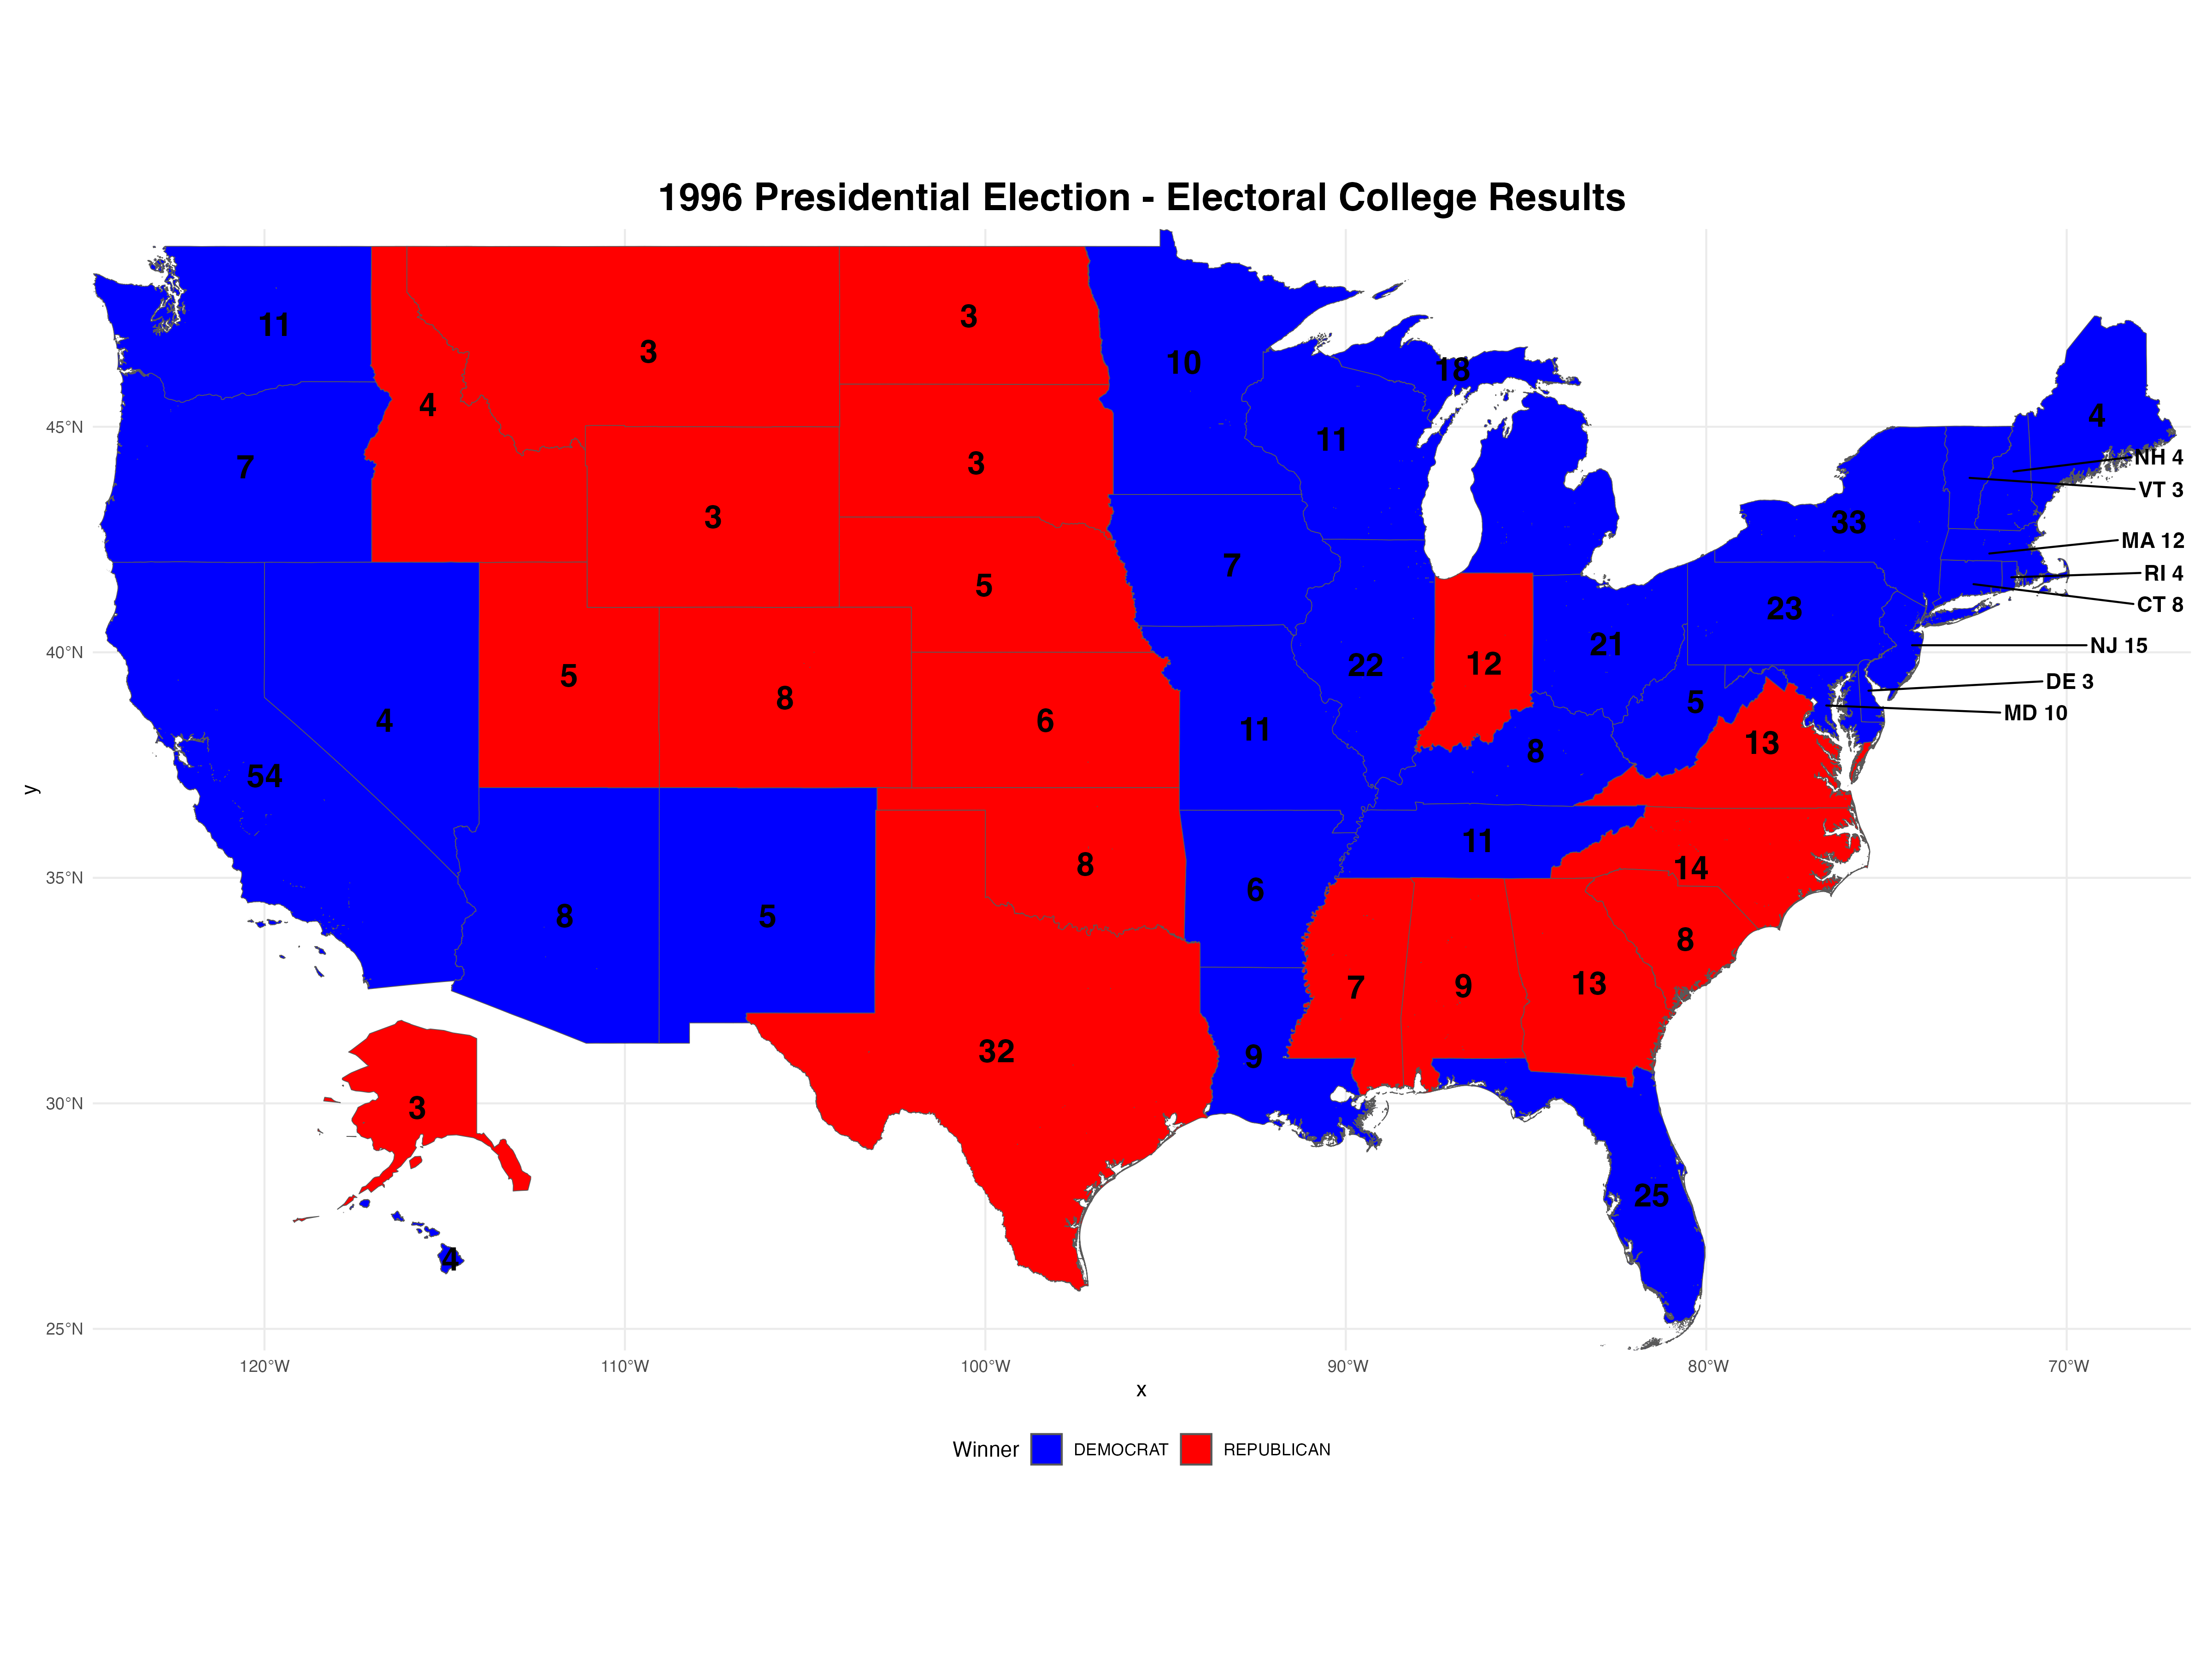 1996 Presidential Election - Electoral College Results
11
3
3
10
18
4
11
4
7
3
3
NH 4
VT 3
33
MA 12
7
5
RI 4
CT 8
23
21
NJ 15
22
12
5
8
DE 3
5
MD 10
4
6
11
8
13
54
11
8
14
8
5
6
8
7
9
13
32
9
3
25
4
45°N
40°N
35°N
30°N
25°N
y
120°W
110°W
100°W
90°W
80°W
70°W
x
Winner DEMOCRAT REPUBLICAN